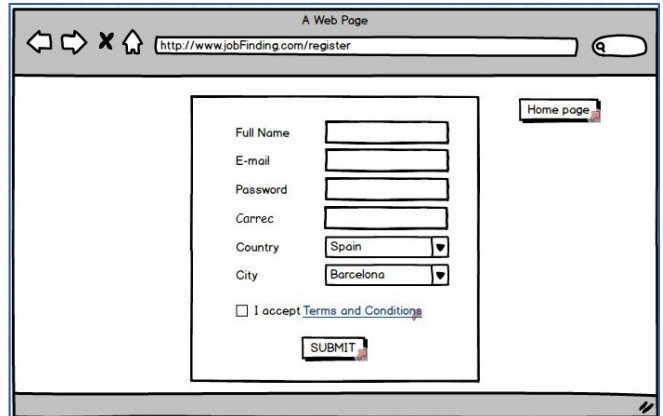 A Web Page
http://www.jobFinding.com/register
Home page
Full Name
E-mail
Password
Carrec
Country Spain
City Barcelona
I accept Terms and Conditions
SUBMIT